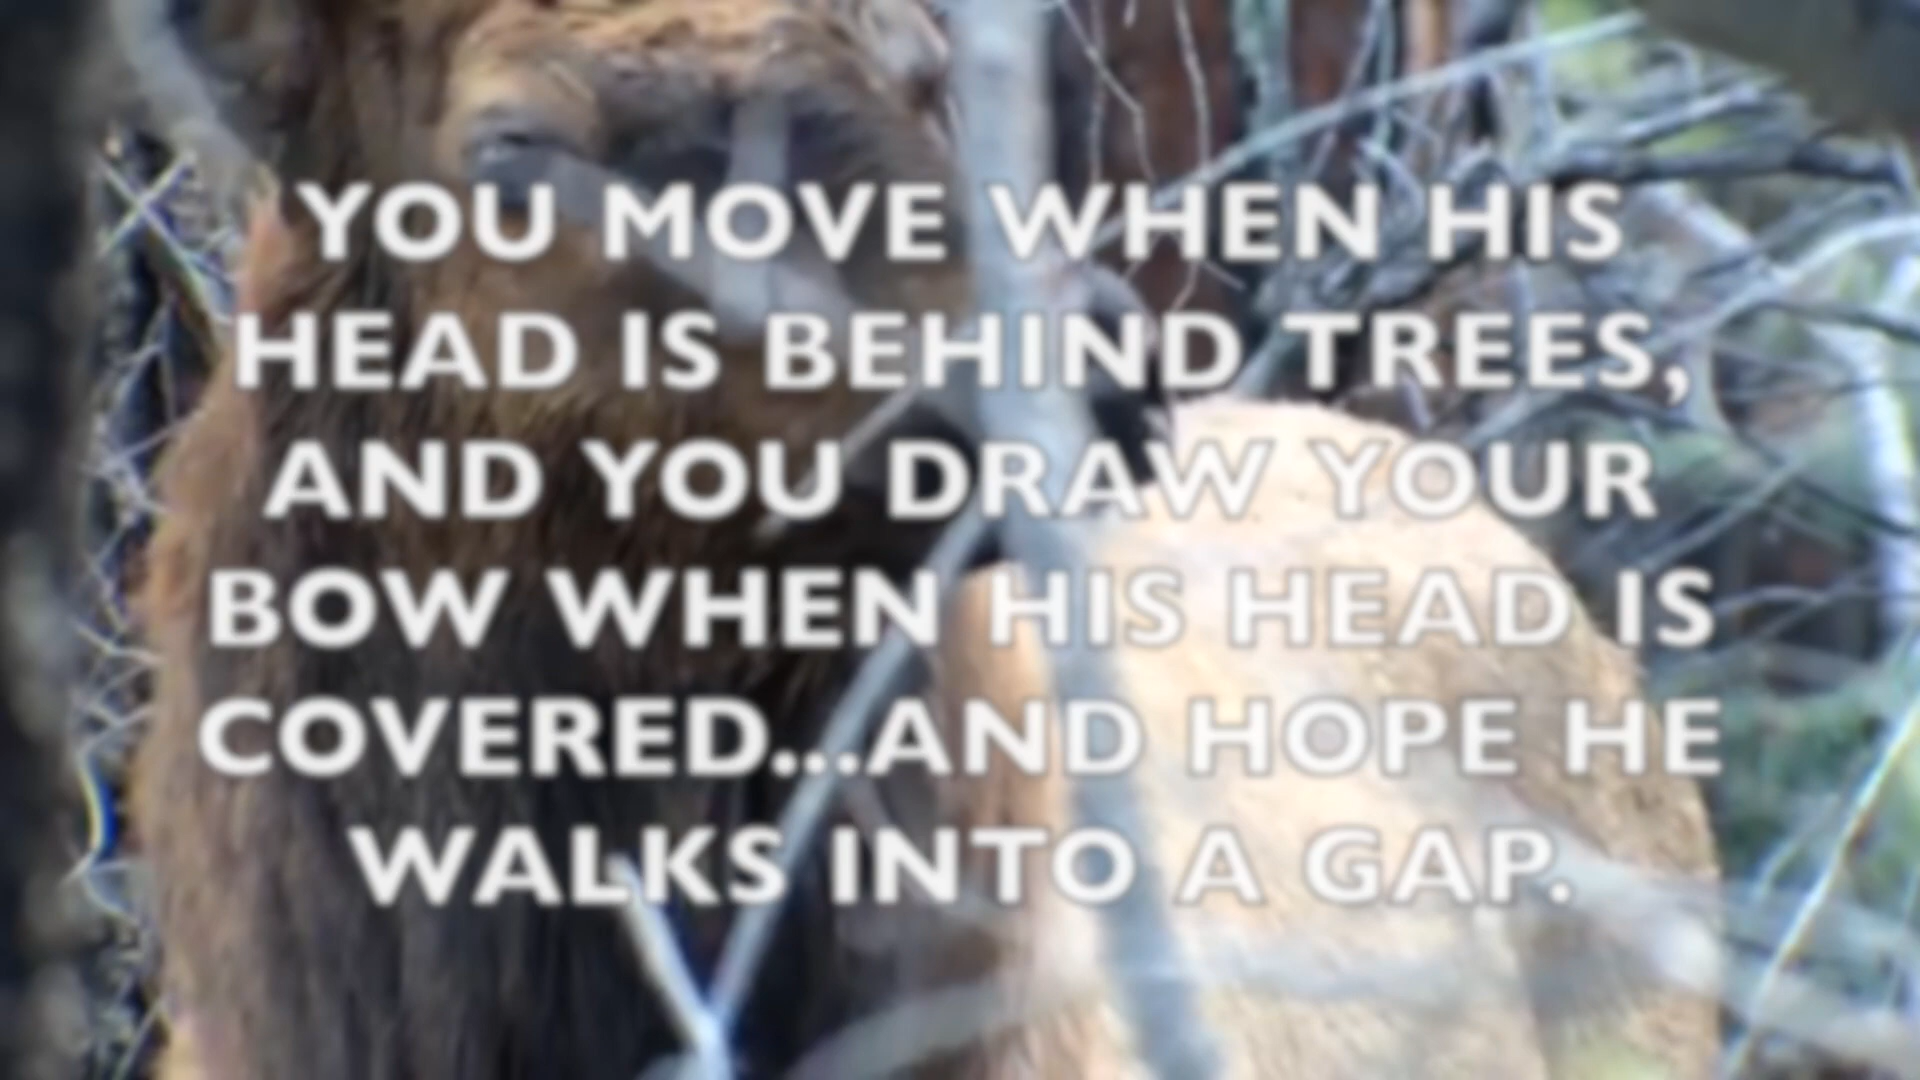 YOU MOVE WHEN HIS
HEAD IS BEHIND TREES,
AND YOU DRAW YOUR
BOW WHEN HIS HEAD IS
COVERED...AND HOPE HE
WALKS INTO A GAP.